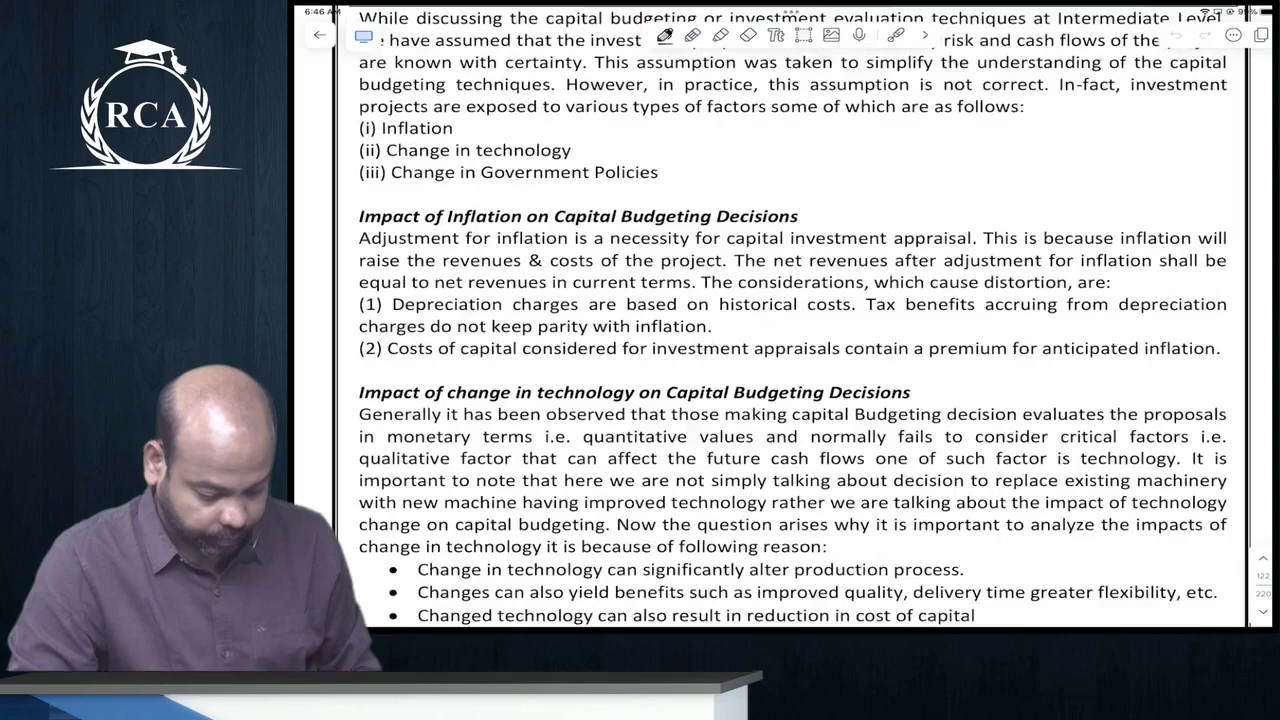 6:46 AM
9 %
RCA
While discussing the capital budgeting or investment evaluation techniques at Intermediate Level,
e have assumed that the invest risk and cash flows of the
are known with certainty. This assumption was taken to simplify the understanding of the capital
budgeting techniques. However, in practice, this assumption is not correct. In-fact, investment
projects are exposed to various types of factors some of which are as follows:
(i) Inflation
(ii) Change in technology
(iii) Change in Government Policies
Impact of Inflation on Capital Budgeting Decisions
Adjustment for inflation is a necessity for capital investment appraisal. This is because inflation will
raise the revenues & costs of the project. The net revenues after adjustment for inflation shall be
equal to net revenues in current terms. The considerations, which cause distortion, are:
(1) Depreciation charges are based on historical costs. Tax benefits accruing from depreciation
charges do not keep parity with inflation.
(2) Costs of capital considered for investment appraisals contain a premium for anticipated inflation.
Impact of change in technology on Capital Budgeting Decisions
Generally it has been observed that those making capital Budgeting decision evaluates the proposals
in monetary terms i.e. quantitative values and normally fails to consider critical factors i.e.
qualitative factor that can affect the future cash flows one of such factor is technology. It is
important to note that here we are not simply talking about decision to replace existing machinery
with new machine having improved technology rather we are talking about the impact of technology
change on capital budgeting. Now the question arises why it is important to analyze the impacts of
change in technology it is because of following reason:
• Change in technology can significantly alter production process.
• Changes can also yield benefits such as improved quality, delivery time greater flexibility, etc.
• Changed technology can also result in reduction in cost of capital
122
220